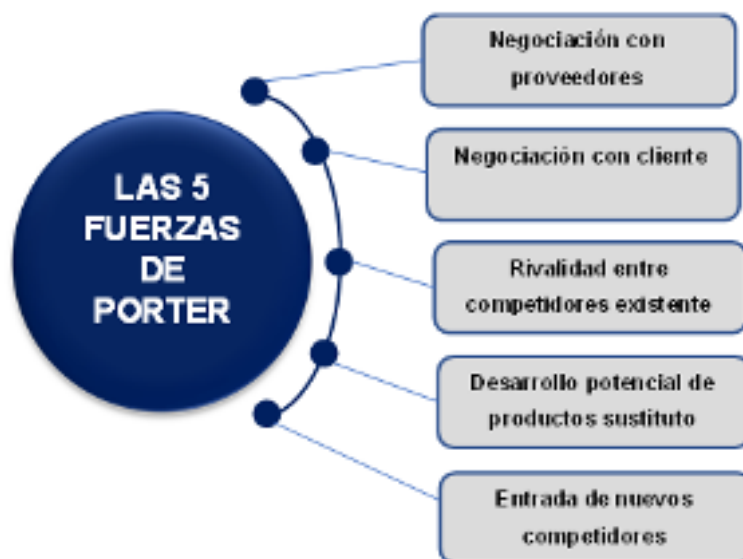 LAS 5
FUERZAS
DE
PORTER
Negociación con
proveedores
Negociación con cliente
Rivalidad entre
competidores existente
Desarrollo potencial de
productos sustituto
Entrada de nuevos
competidores